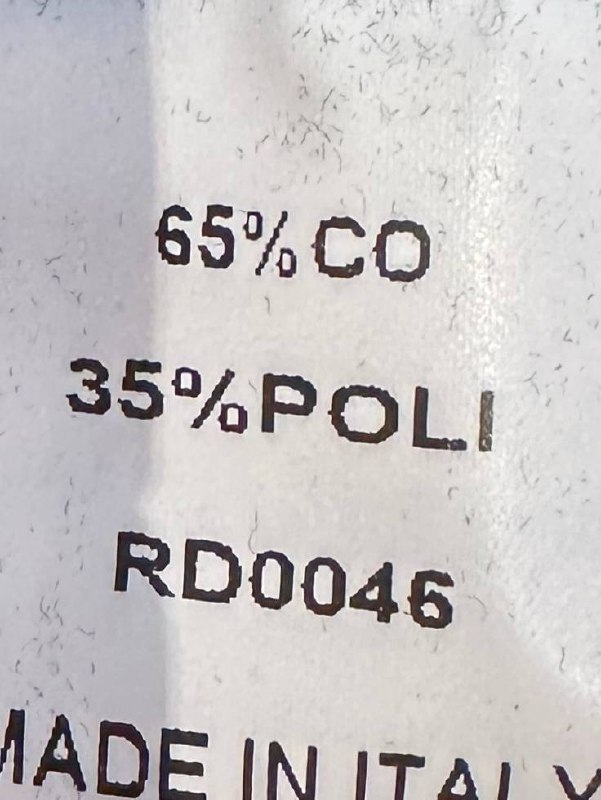 65%CO
35%POLI
RD0046
MADE IN ITALY